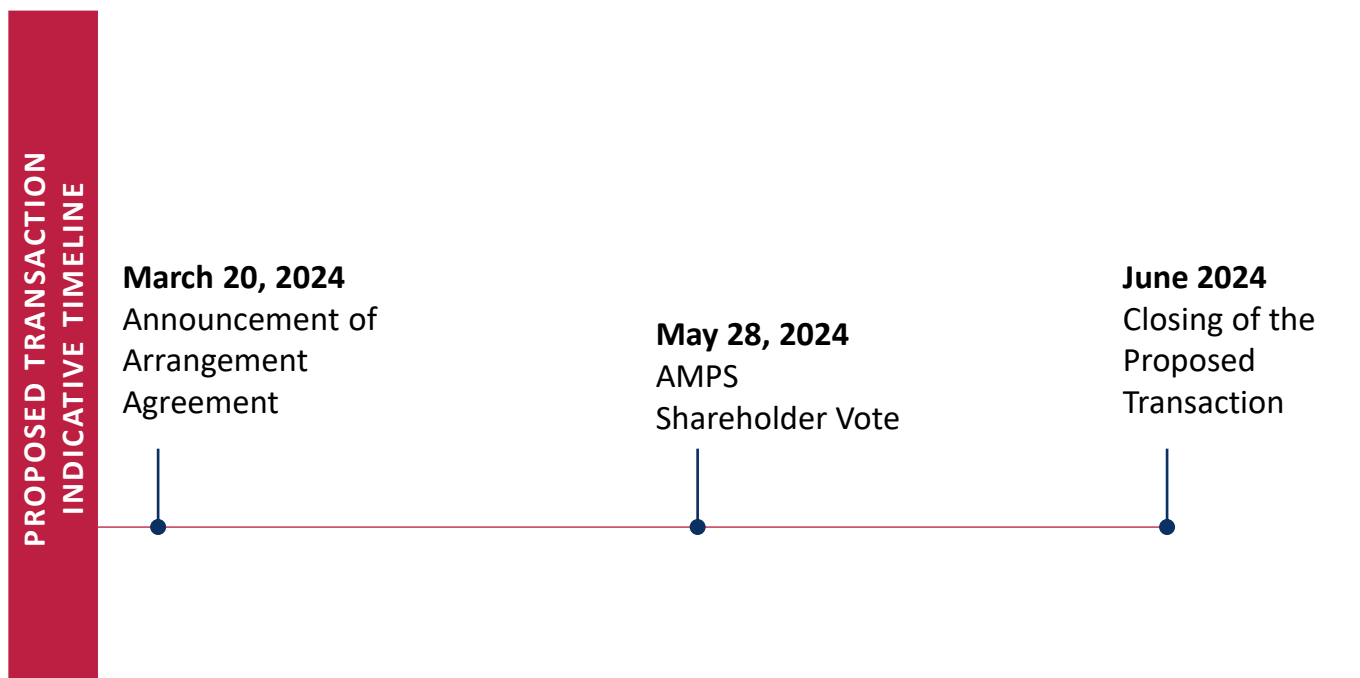 PROPOSED TRANSACTION
INDICATIVE TIMELINE
March 20, 2024
Announcement of
Arrangement
Agreement
May 28, 2024
AMPS
Shareholder Vote
June 2024
Closing of the
Proposed
Transaction